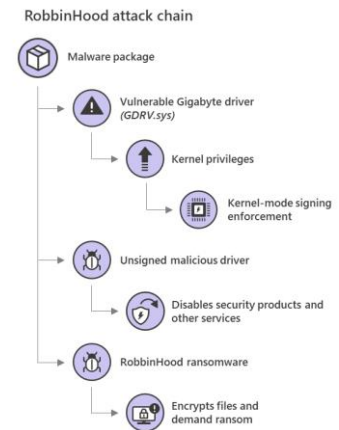 RobbinHood attack chain
Malware package
Vulnerable Gigabyte driver
(GDRV.sys)
Kernel privileges
Kernel-mode signing
enforcement
Unsigned malicious driver
Disables security products and
other services
RobbinHood ransomware
Encrypts files and
demand ransom